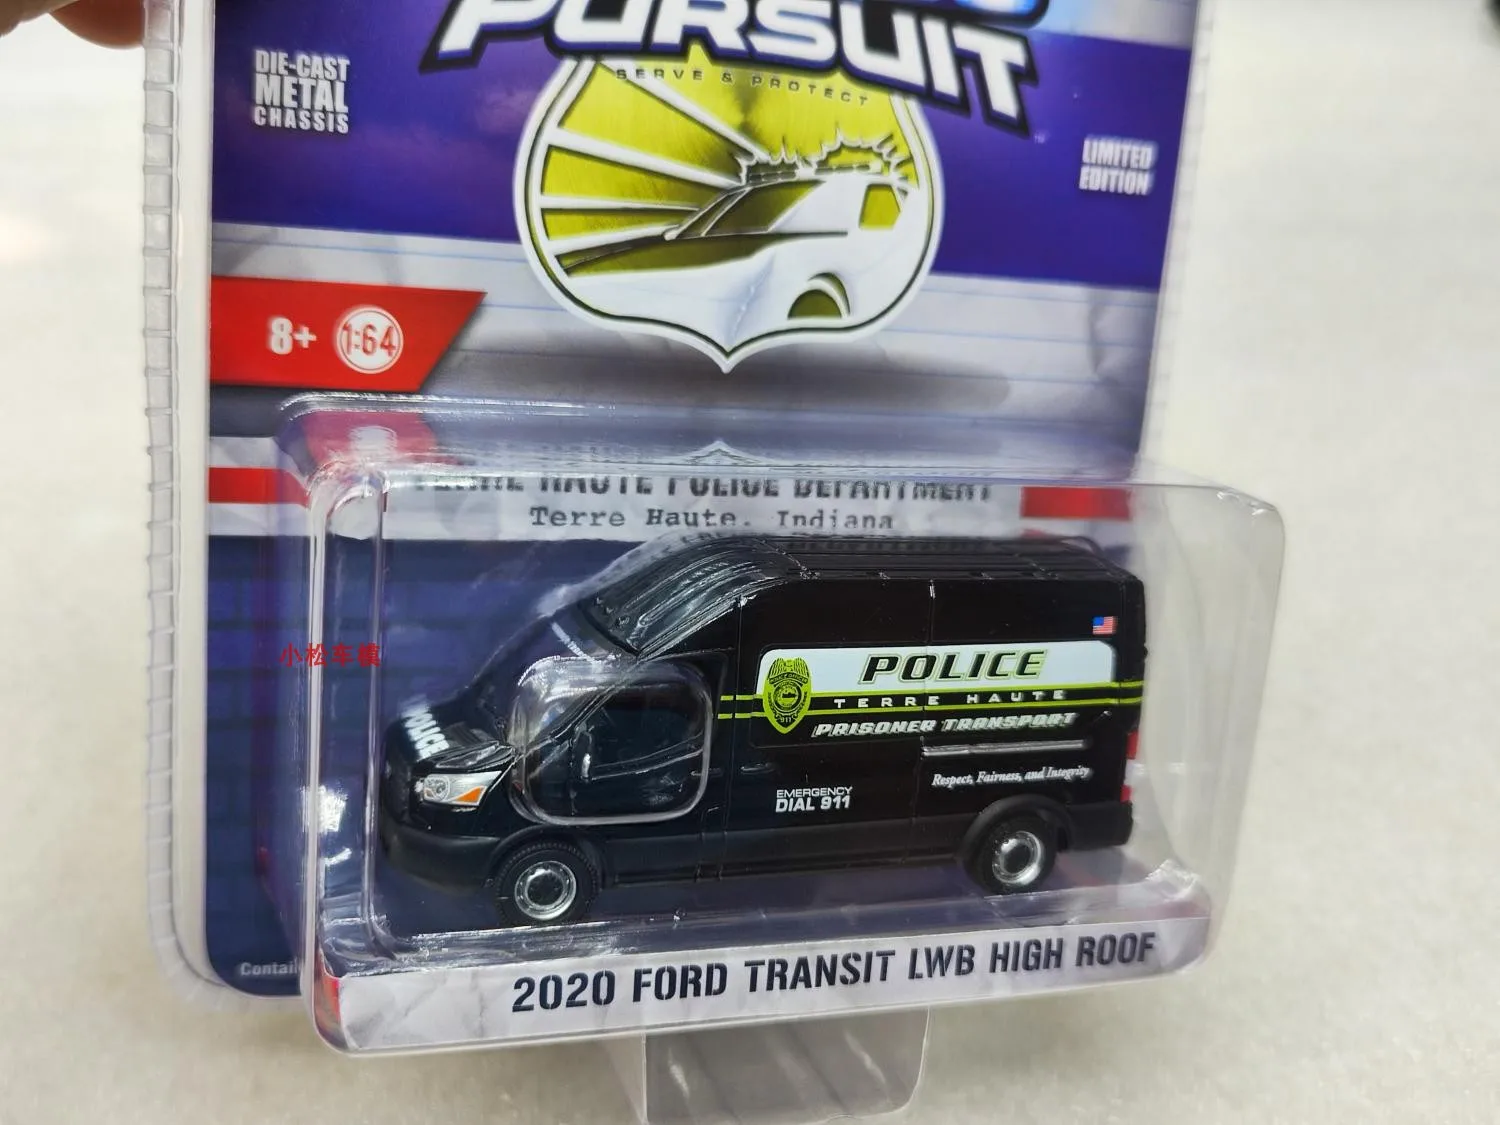 PURSUIT
SERVE & PROTECT
DIE-CAST
METAL
CHASSIS
LIMITED
EDITION
8+ 1:64
TERRE HAUTE POLICE DEPARTMENT
Terre Haute, Indiana
小松车模
POLICE
POLICE
TERRE HAUTE
PRISONER TRANSPORT
911
Respect, Fairness, and Integrity
EMERGENCY
DIAL 911
2020 FORD TRANSIT LWB HIGH ROOF